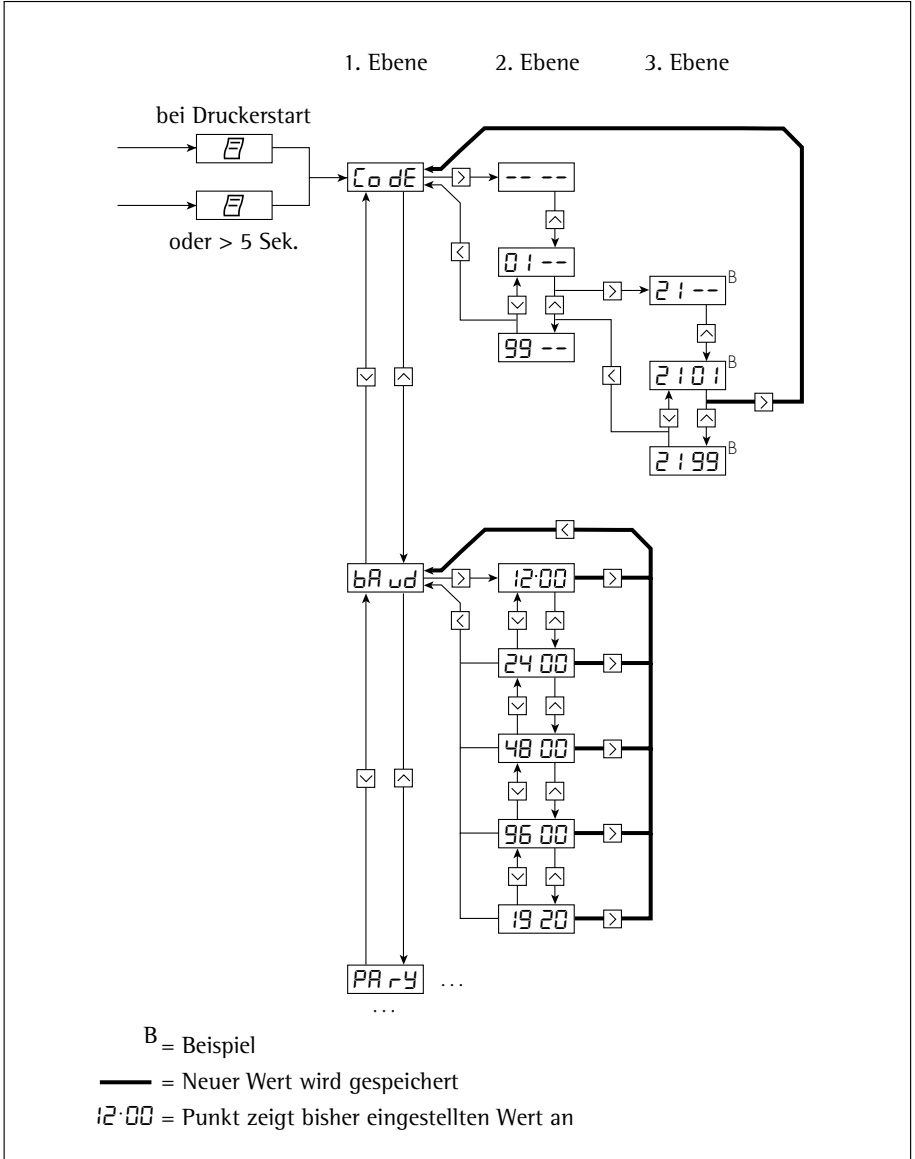 1. Ebene 2. Ebene 3. Ebene
bei Druckerstart
oder > 5 Sek.
CodE
-- --
01 --
99 --
21 -- B
2101 B
2199 B
bAud
12·00
24 00
48 00
96 00
19 20
PArY ...
...
B = Beispiel
= Neuer Wert wird gespeichert
12·00 = Punkt zeigt bisher eingestellten Wert an